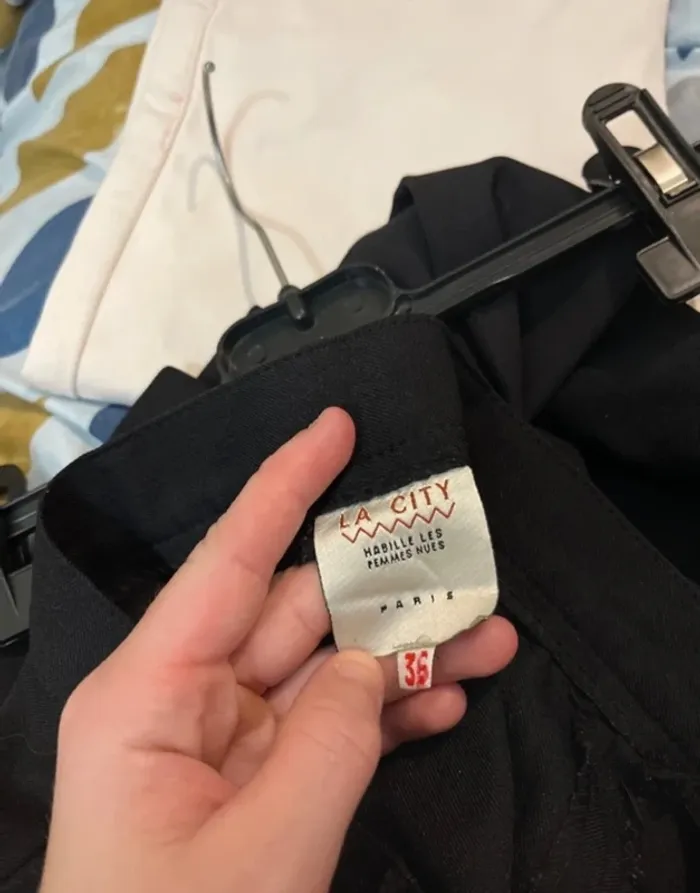 LA CITY
HABILLE LES
FEMMES NUES
PARIS
36